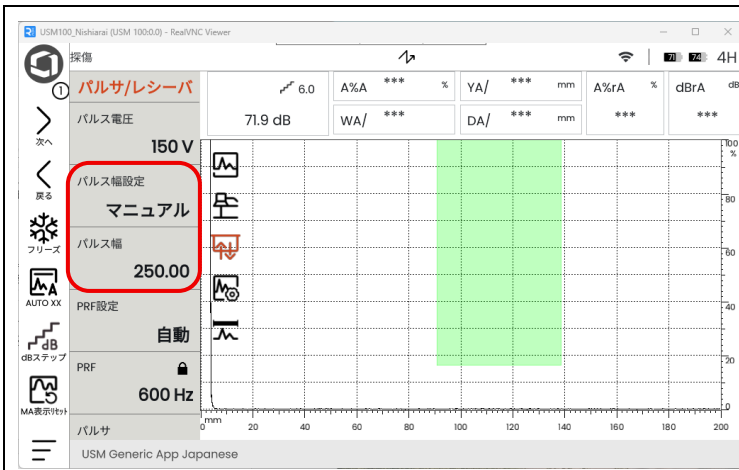 USM100_Nishiarai (USM 100:0.0) - RealVNC Viewer
探傷
4H
1
パルサ/レシーバ
6.0
A%A *** %
YA/ *** mm
A%rA %
***
dBrA dB
***
71.9 dB
WA/ ***
DA/ *** mm
次へ
戻る
フリーズ
AUTO XX
dBステップ
MA表示リセット
パルス電圧
150 V
パルス幅設定
マニュアル
パルス幅
250.00
PRF設定
自動
PRF
600 Hz
パルサ
100
%
80
60
40
20
0
0 mm 20 40 60 80 100 120 140 160 180 200
USM Generic App Japanese